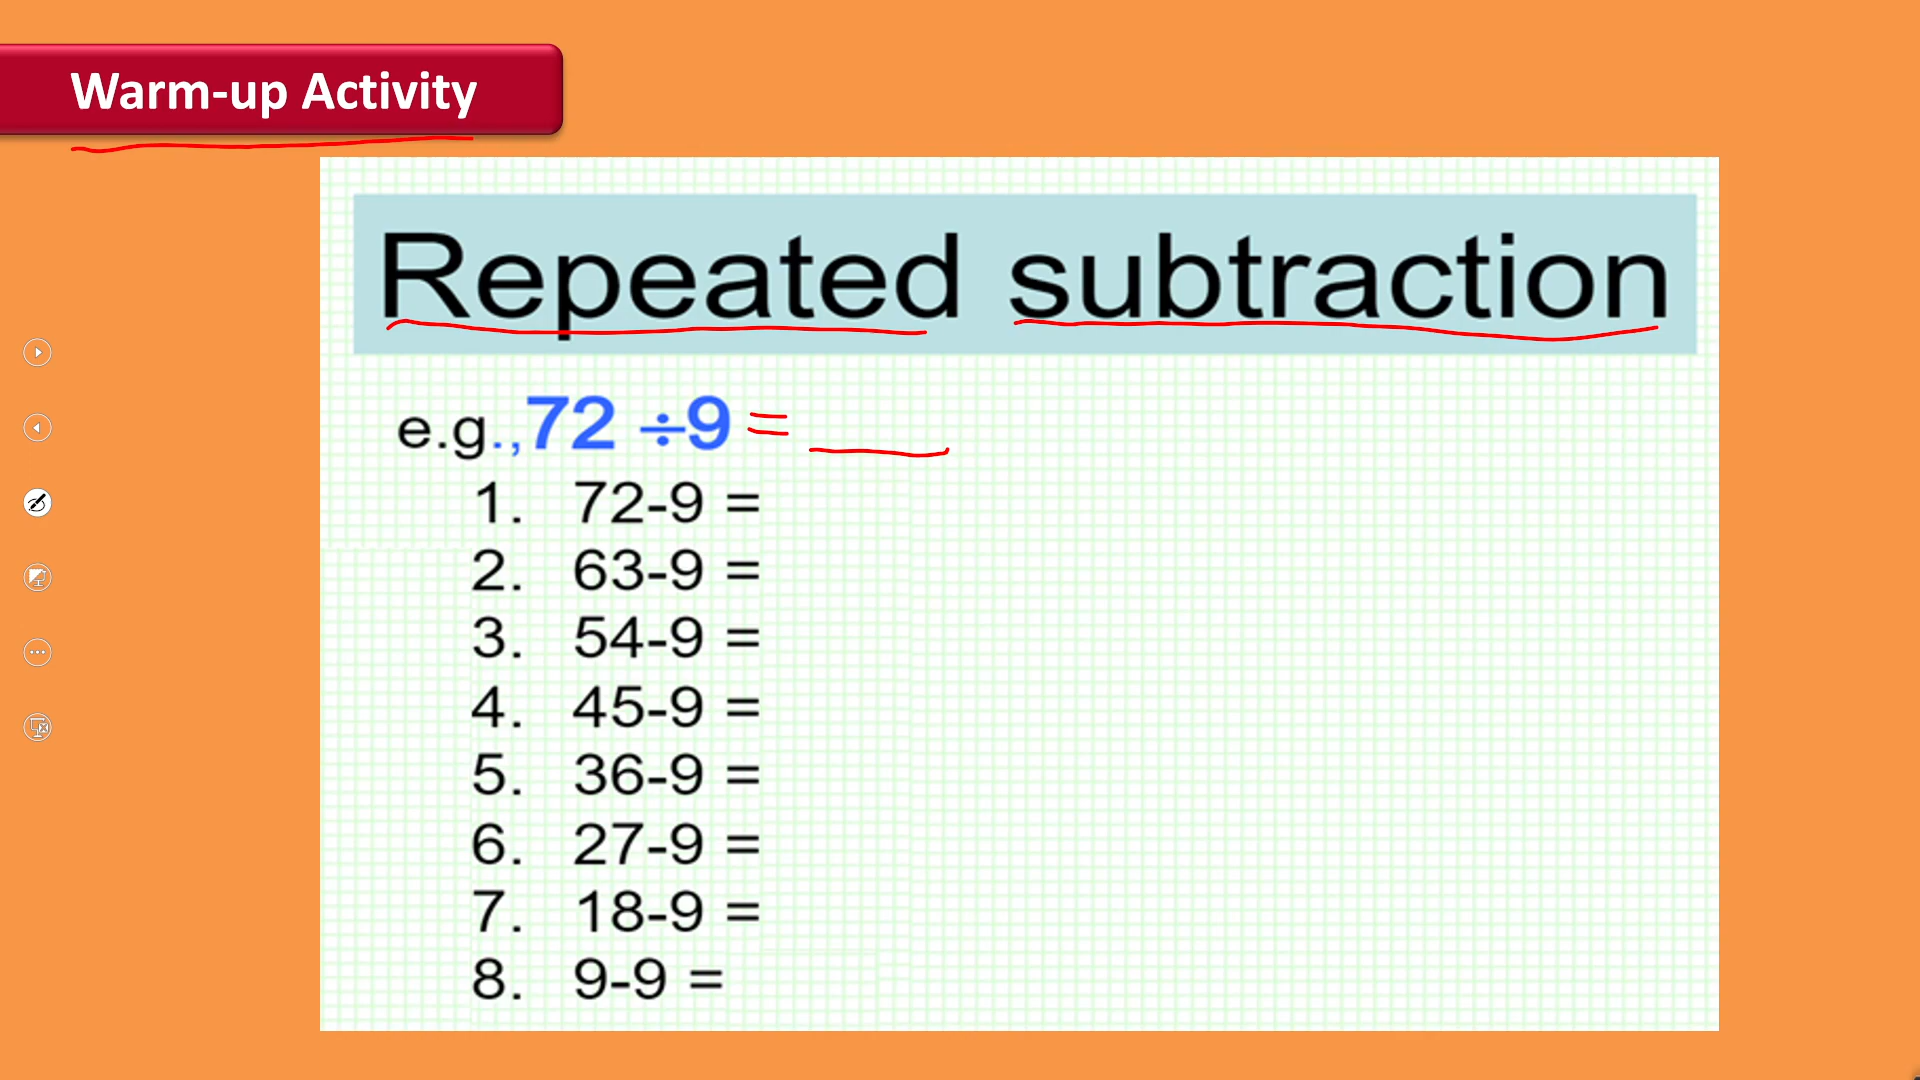 Warm-up Activity
Repeated subtraction
e.g.,72 ÷9 = ____
1. 72-9 =
2. 63-9 =
3. 54-9 =
4. 45-9 =
5. 36-9 =
6. 27-9 =
7. 18-9 =
8. 9-9 =